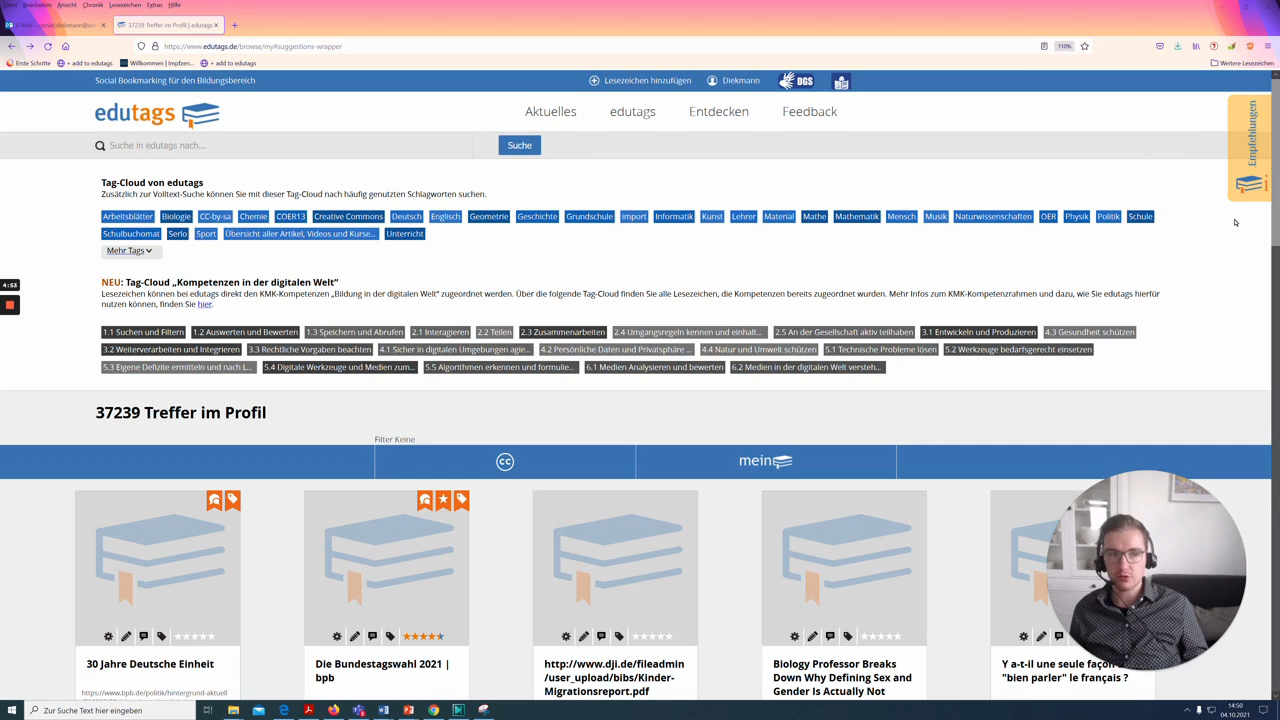 Datei Bearbeiten Ansicht Chronik Lesezeichen Extras Hilfe
37239 Treffer im Profil | edutags
https://www.edutags.de/browse/my#suggestions-wrapper
110%
Erste Schritte + add to edutags Willkommen | Impfzen... + add to edutags Weitere Lesezeichen
Social Bookmarking für den Bildungsbereich
Lesezeichen hinzufügen Diekmann DGS
edutags
Aktuelles edutags Entdecken Feedback
Empfehlungen
Suche in edutags nach... Suche
Tag-Cloud von edutags
Zusätzlich zur Volltext-Suche können Sie mit dieser Tag-Cloud nach häufig genutzten Schlagworten suchen.
Arbeitsblätter Biologie CC-by-sa Chemie COER13 Creative Commons Deutsch Englisch Geometrie Geschichte Grundschule import Informatik Kunst Lehrer Material Mathe Mathematik Mensch Musik Naturwissenschaften OER Physik Politik Schule
Schulbuchomat Serlo Sport Übersicht aller Artikel, Videos und Kurse... Unterricht
Mehr Tags
4:53
NEU: Tag-Cloud „Kompetenzen in der digitalen Welt“
Lesezeichen können bei edutags direkt den KMK-Kompetenzen „Bildung in der digitalen Welt“ zugeordnet werden. Über die folgende Tag-Cloud finden Sie alle Lesezeichen, die Kompetenzen bereits zugeordnet wurden. Mehr Infos zum KMK-Kompetenzrahmen und dazu, wie Sie edutags hierfür
nutzen können, finden Sie hier.
1.1 Suchen und Filtern 1.2 Auswerten und Bewerten 1.3 Speichern und Abrufen 2.1 Interagieren 2.2 Teilen 2.3 Zusammenarbeiten 2.4 Umgangsregeln kennen und einhalt... 2.5 An der Gesellschaft aktiv teilhaben 3.1 Entwickeln und Produzieren 4.3 Gesundheit schützen
3.2 Weiterverarbeiten und Integrieren 3.3 Rechtliche Vorgaben beachten 4.1 Sicher in digitalen Umgebungen agie... 4.2 Persönliche Daten und Privatsphäre ... 4.4 Natur und Umwelt schützen 5.1 Technische Probleme lösen 5.2 Werkzeuge bedarfsgerecht einsetzen
5.3 Eigene Defizite ermitteln und nach L... 5.4 Digitale Werkzeuge und Medien zum... 5.5 Algorithmen erkennen und formulie... 6.1 Medien Analysieren und bewerten 6.2 Medien in der digitalen Welt versteh...
37239 Treffer im Profil
Filter Keine
cc mein
30 Jahre Deutsche Einheit
https://www.bpb.de/politik/hintergrund-aktuell
Die Bundestagswahl 2021 |
bpb
http://www.dji.de/fileadmin
/user_upload/bibs/Kinder-
Migrationsreport.pdf
Biology Professor Breaks
Down Why Defining Sex and
Gender Is Actually Not
Y a-t-il une seule façon
"bien parler" le français ?
Zur Suche Text hier eingeben
14:50
04.10.2021